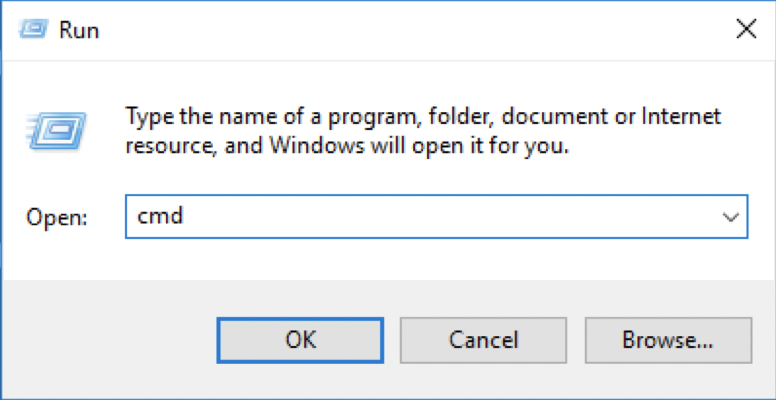 Run
Type the name of a program, folder, document or Internet
resource, and Windows will open it for you.
Open: cmd
OK Cancel Browse...